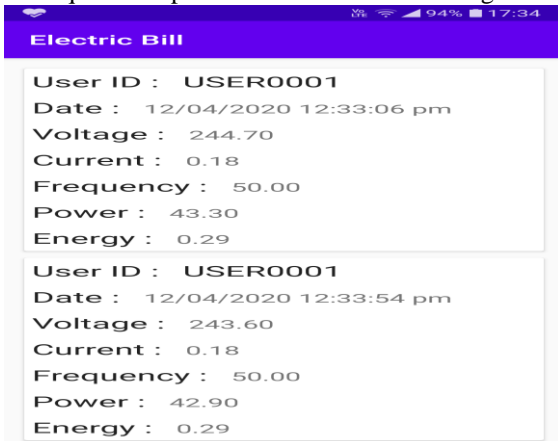 94% 17:34
Electric Bill
User ID : USER0001
Date : 12/04/2020 12:33:06 pm
Voltage : 244.70
Current : 0.18
Frequency : 50.00
Power : 43.30
Energy : 0.29
User ID : USER0001
Date : 12/04/2020 12:33:54 pm
Voltage : 243.60
Current : 0.18
Frequency : 50.00
Power : 42.90
Energy : 0.29